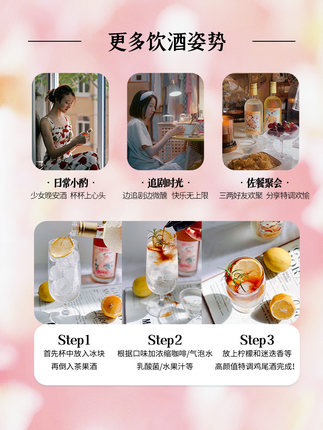 更多饮酒姿势
·日常小酌·
少女晚安酒 杯杯上心头
·追剧时光·
边追剧边微醺 快乐无上限
·佐餐聚会·
三两好友欢聚 分享特调欢愉
Step1
首先杯中放入冰块
再倒入茶果酒
Step2
根据口味加浓缩咖啡/气泡水
乳酸菌/水果汁等
Step3
放上柠檬和迷迭香等
高颜值特调鸡尾酒完成!